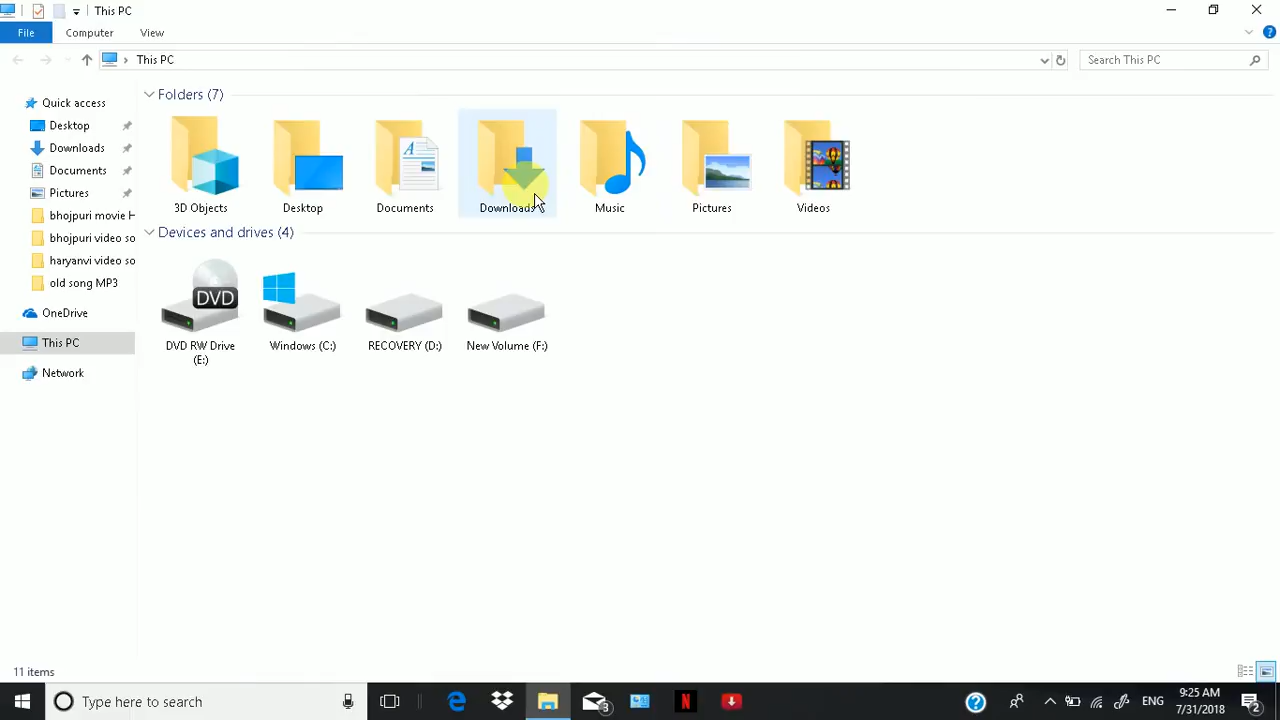 This PC
File
Computer
View
This PC
Search This PC
Quick access
Desktop
Downloads
Documents
Pictures
bhojpuri movie H
bhojpuri video so
haryanvi video so
old song MP3
OneDrive
This PC
Network
Folders (7)
3D Objects
Desktop
Documents
Downloads
Music
Pictures
Videos
Devices and drives (4)
DVD
DVD RW Drive
(E:)
Windows (C:)
RECOVERY (D:)
New Volume (F:)
11 items
Type here to search
3
N
ENG
9:25 AM
7/31/2018
2